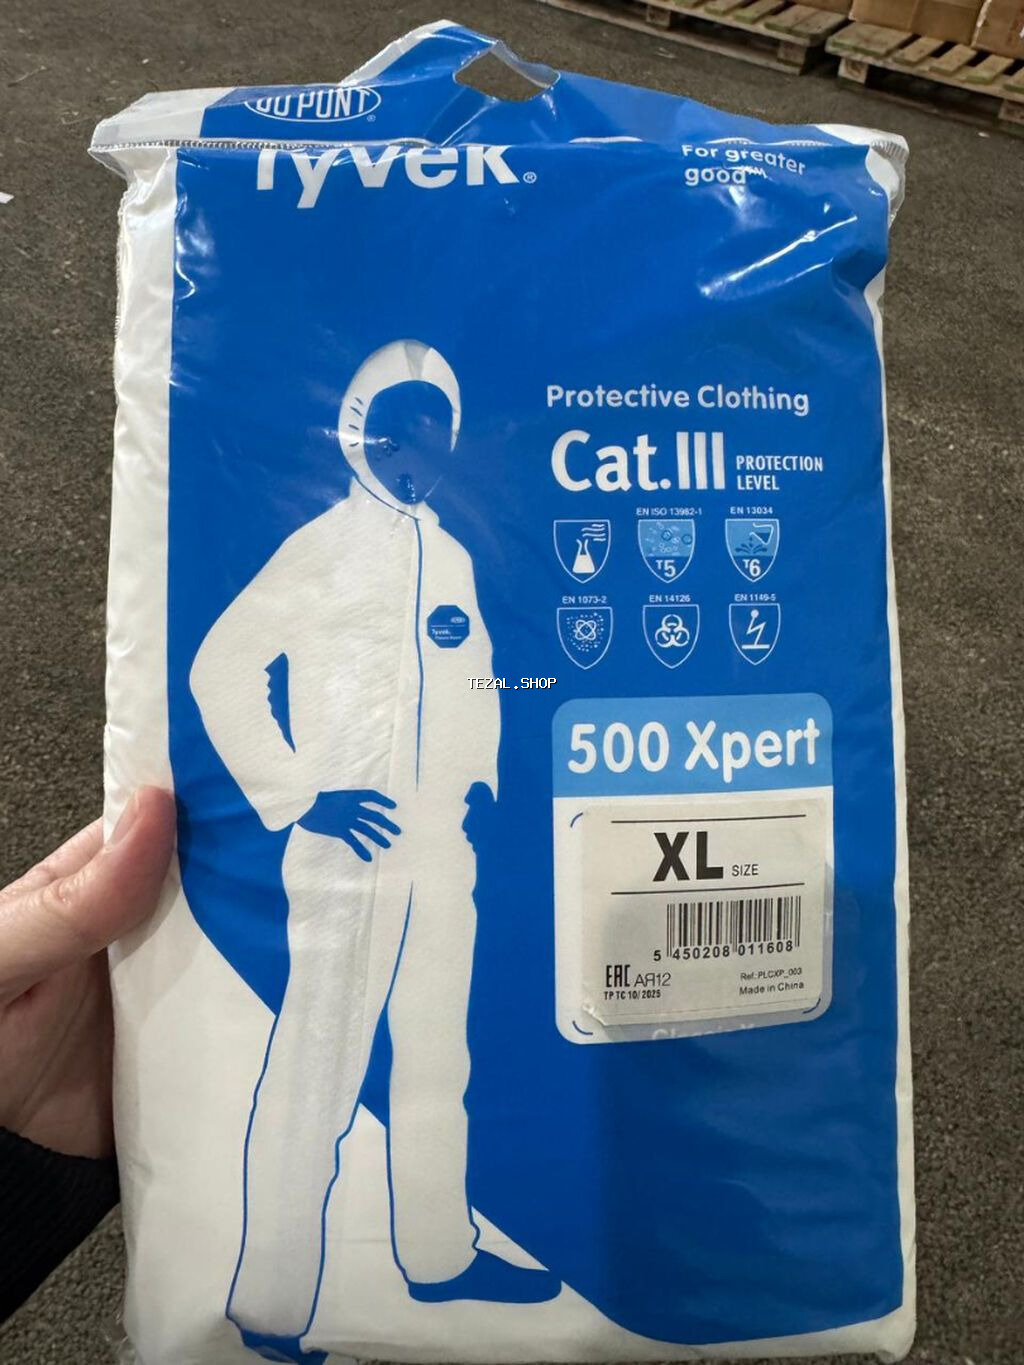 DU PONT®
Tyvek®
For greater
good™
Protective Clothing
Cat.III PROTECTION
LEVEL
EN ISO 13982-1 EN 13034
T5 T6
EN 1073-2 EN 14126 EN 1149-5
Tyvek.
TEZAL.SHOP
500 Xpert
XL SIZE
5 450208 011608
EAC АЯ12
ТР ТС 10/2025
Ref.:PLCXP_003
Made in China